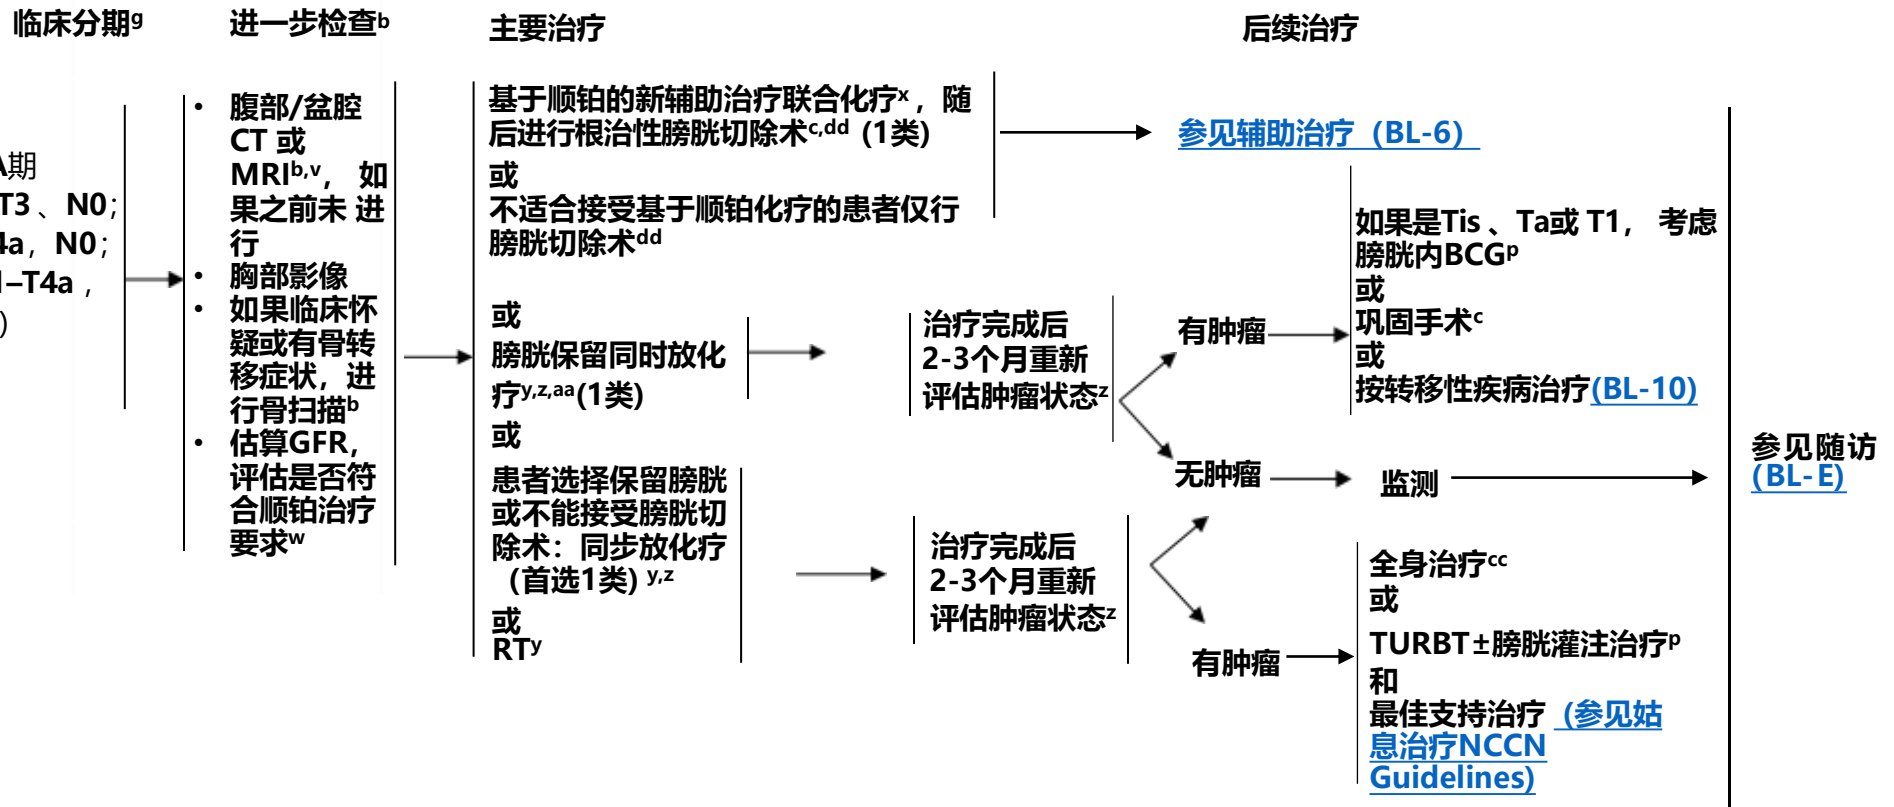 临床分期g
进一步检查b
主要治疗
后续治疗
期
T3 、N0;
4a，N0;
–T4a ，
)
• 腹部/盆腔
CT 或
MRIb,v， 如
果之前未 进
行
• 胸部影像
• 如果临床怀
疑或有骨转
移症状，进
行骨扫描b
• 估算GFR，
评估是否符
合顺铂治疗
要求w
基于顺铂的新辅助治疗联合化疗x ，随
后进行根治性膀胱切除术c,dd (1类)
或
不适合接受基于顺铂化疗的患者仅行
膀胱切除术dd
或
膀胱保留同时放化
疗y,z,aa(1类)
或
患者选择保留膀胱
或不能接受膀胱切
除术：同步放化疗
（首选1类) y,z
或
RTy
参见辅助治疗（BL-6）
治疗完成后
2-3个月重新
评估肿瘤状态z
有肿瘤
无肿瘤
如果是Tis 、Ta或 T1， 考虑
膀胱内BCGp
或
巩固手术c
或
按转移性疾病治疗(BL-10)
监测
治疗完成后
2-3个月重新
评估肿瘤状态z
有肿瘤
全身治疗cc
或
TURBT±膀胱灌注治疗p
和
最佳支持治疗 (参见姑
息治疗NCCN
Guidelines)
参见随访
(BL-E)